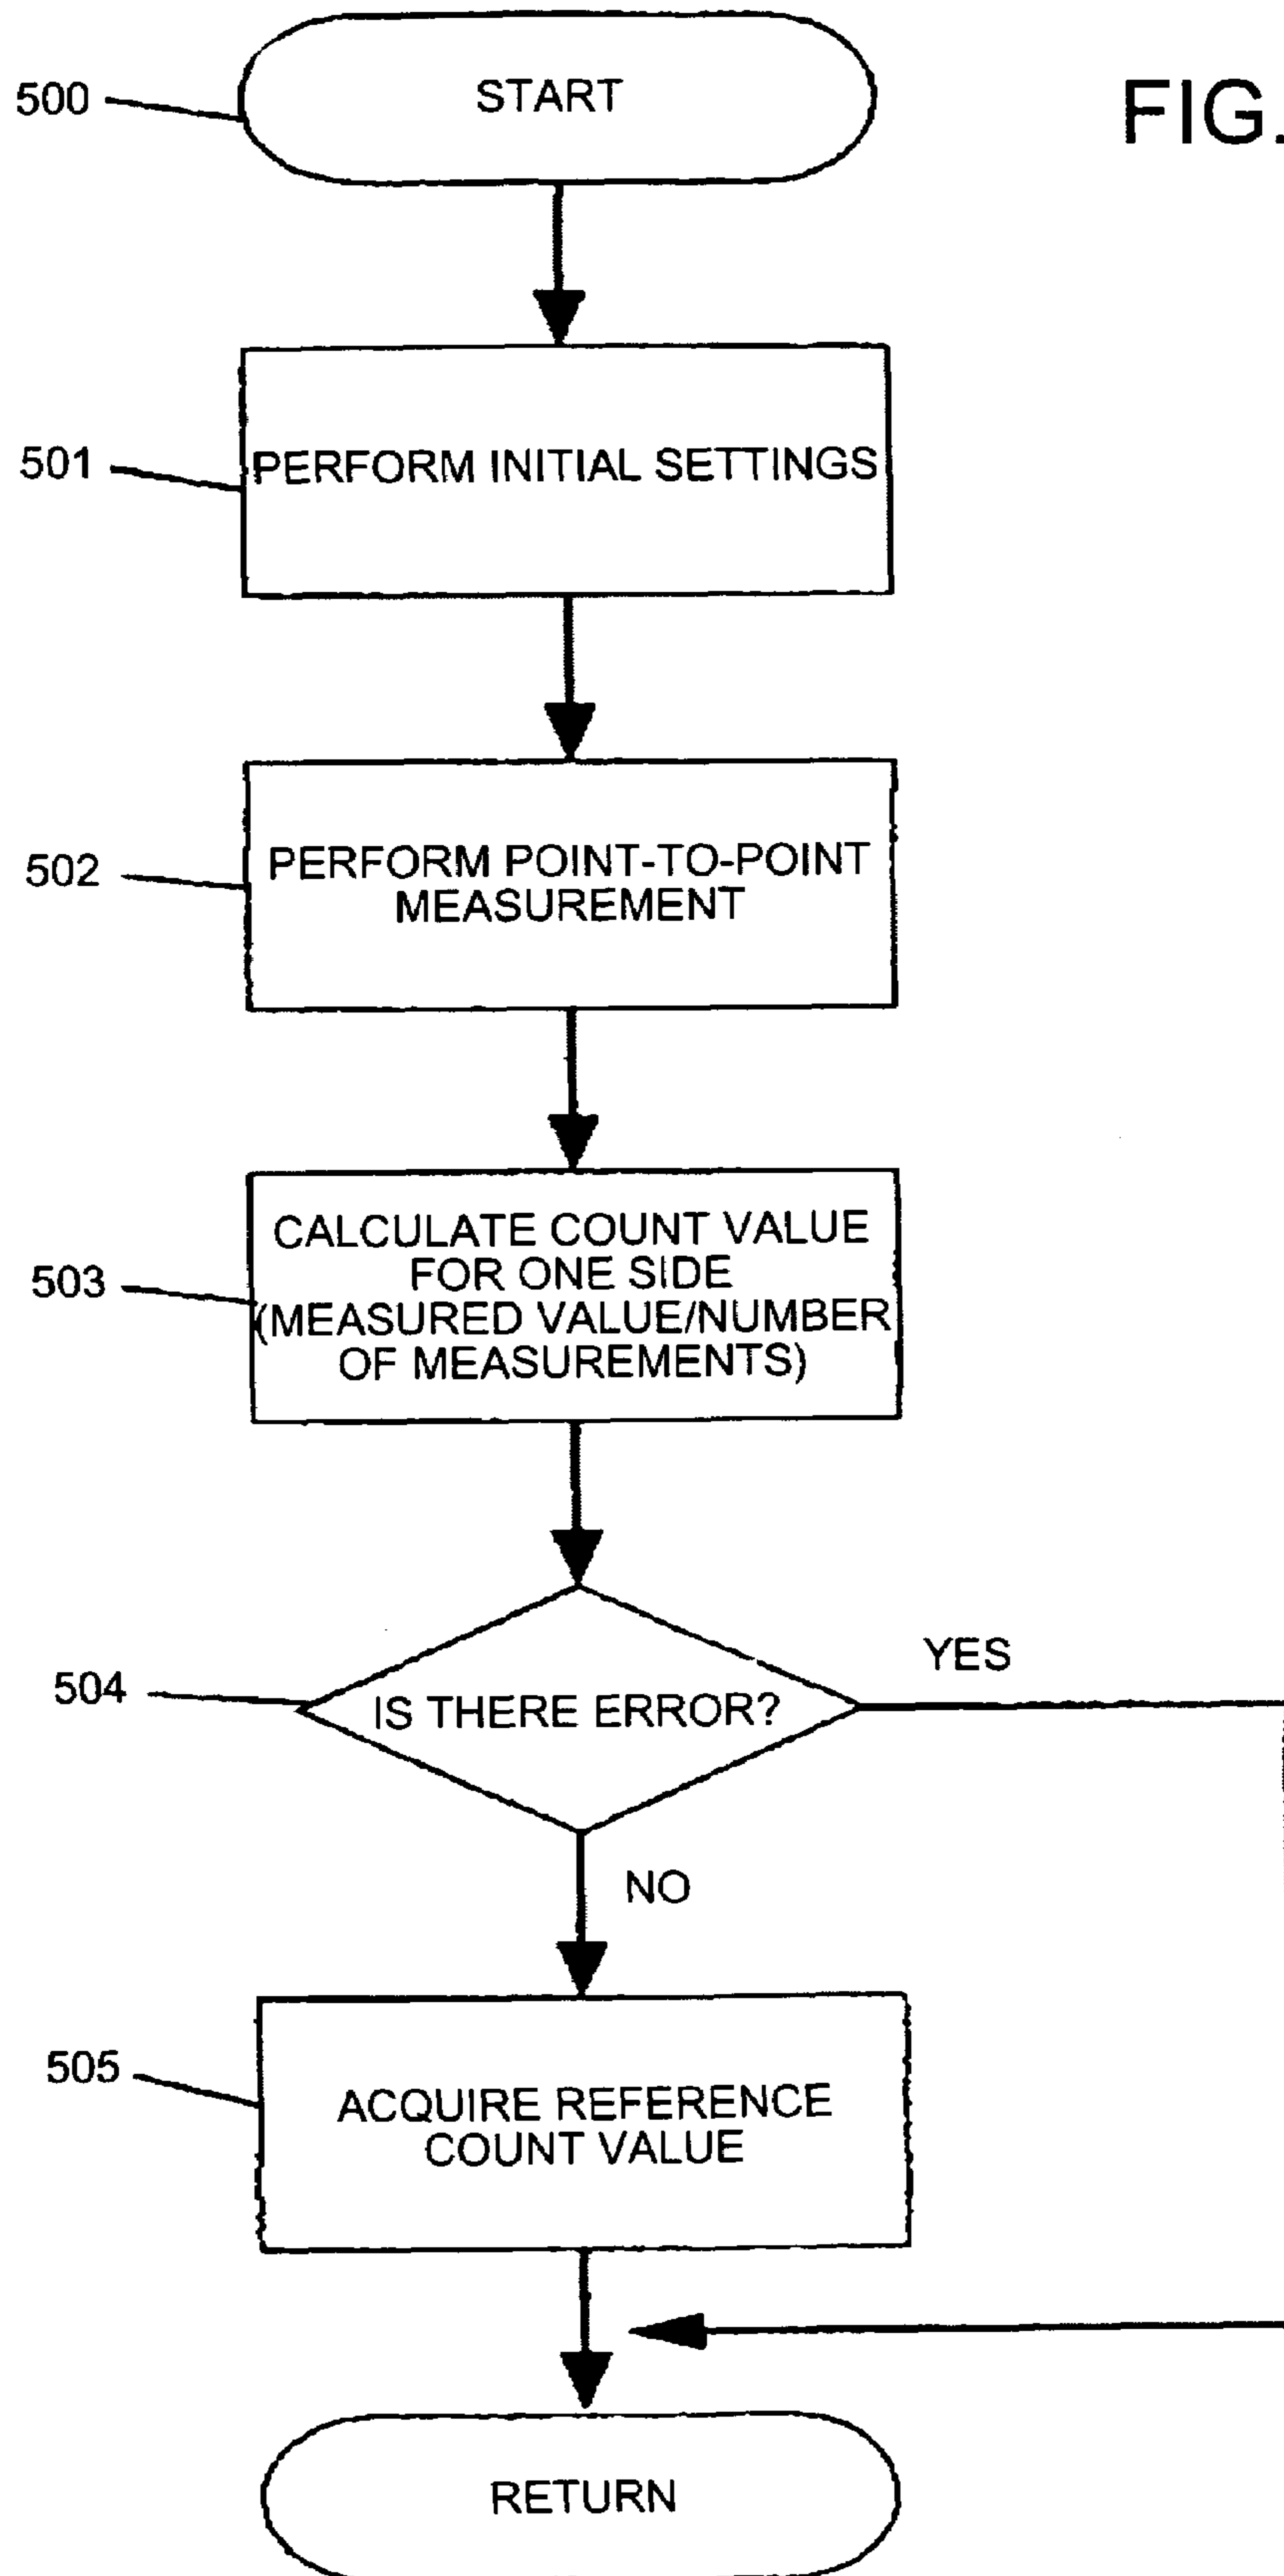 500
START
FIG.
501
PERFORM INITIAL SETTINGS
502
PERFORM POINT-TO-POINT
MEASUREMENT
503
CALCULATE COUNT VALUE
FOR ONE SIDE
(MEASURED VALUE/NUMBER
OF MEASUREMENTS)
504
IS THERE ERROR?
YES
NO
505
ACQUIRE REFERENCE
COUNT VALUE
RETURN